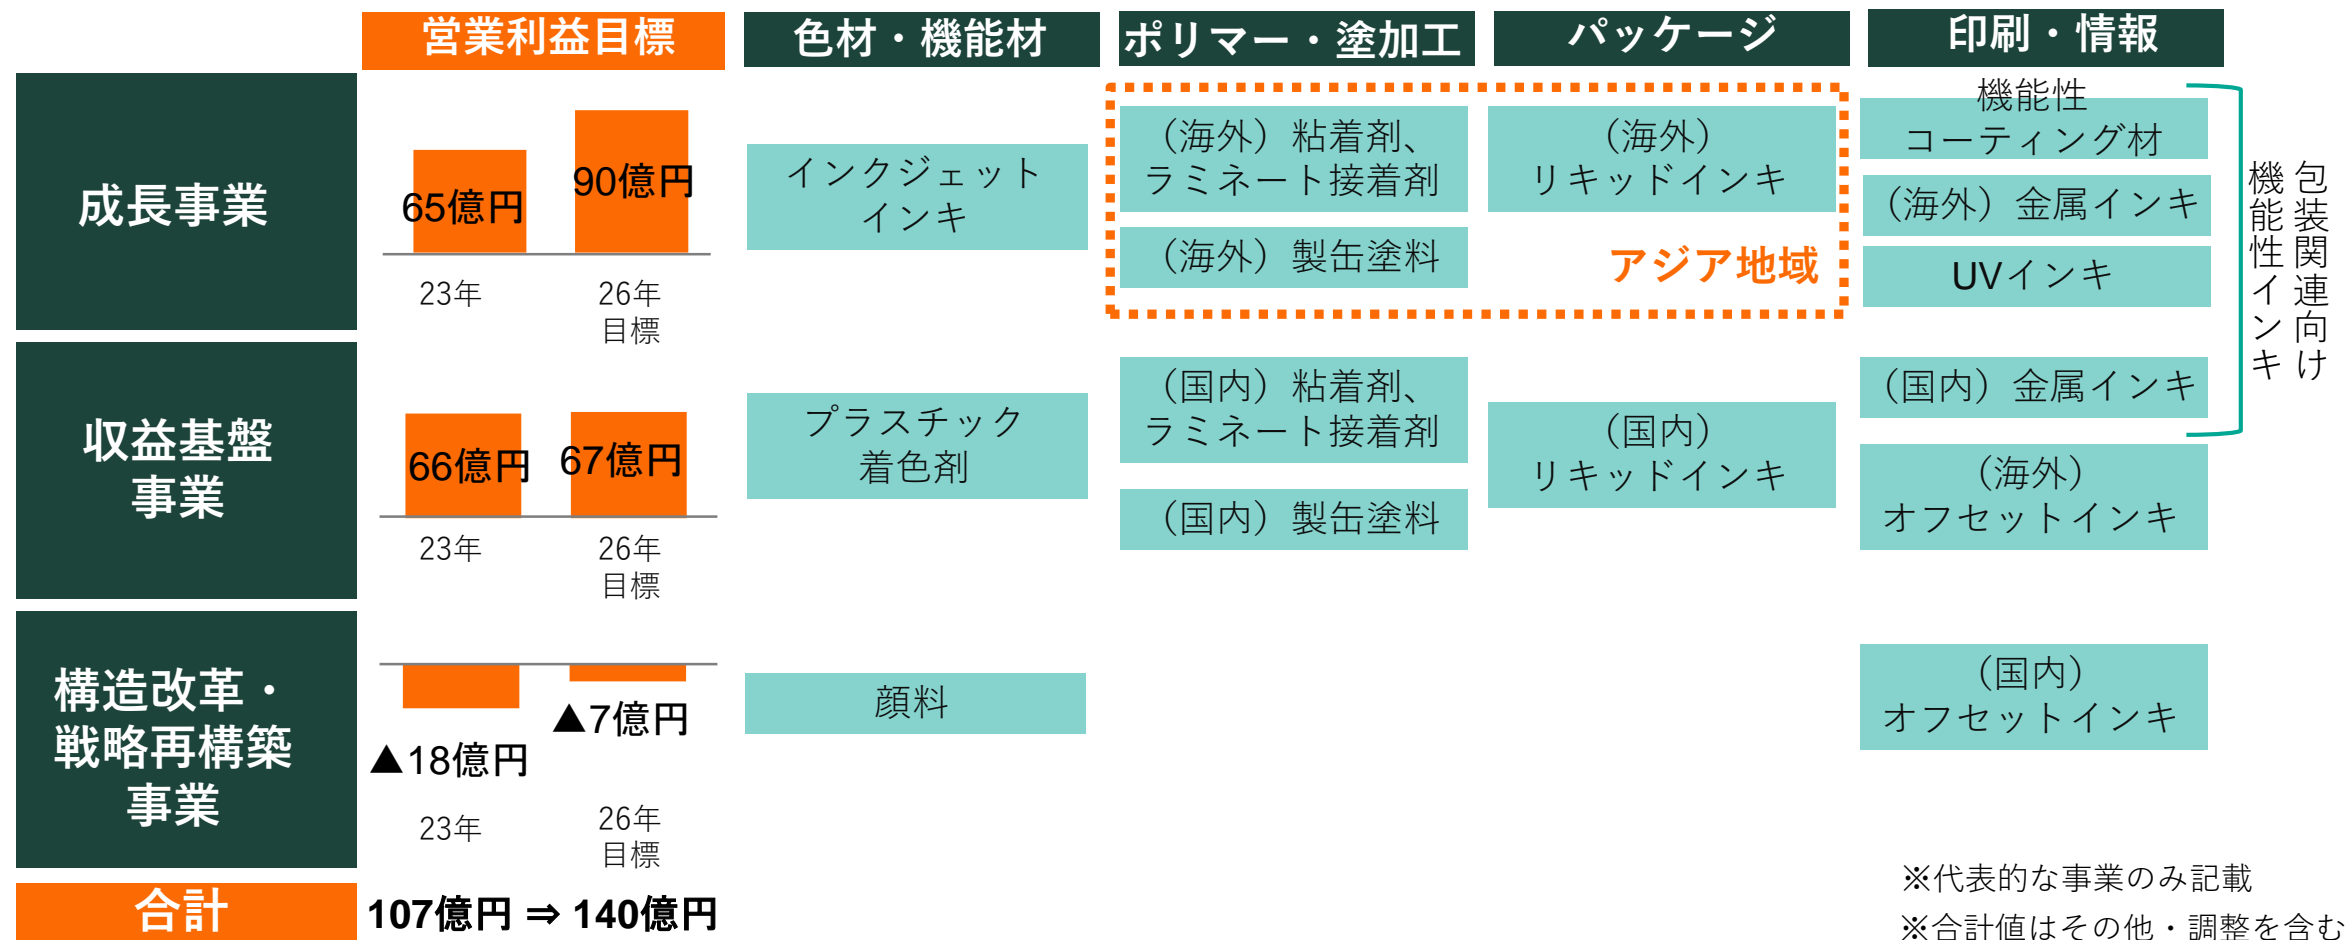 営業利益目標
色材・機能材
ポリマー・塗加工
パッケージ
印刷・情報
成長事業
65億円
90億円
23年
26年
目標
インクジェット
インキ
（海外）粘着剤、
ラミネート接着剤
（海外）製缶塗料
（海外）
リキッドインキ
アジア地域
機能性
コーティング材
（海外）金属インキ
UVインキ
包装関連向け
機能性インキ
収益基盤
事業
66億円
67億円
23年
26年
目標
プラスチック
着色剤
（国内）粘着剤、
ラミネート接着剤
（国内）製缶塗料
（国内）
リキッドインキ
（国内）金属インキ
（海外）
オフセットインキ
構造改革・
戦略再構築
事業
▲18億円
▲7億円
23年
26年
目標
顔料
（国内）
オフセットインキ
合計
107億円 ⇒ 140億円
※代表的な事業のみ記載
※合計値はその他・調整を含む